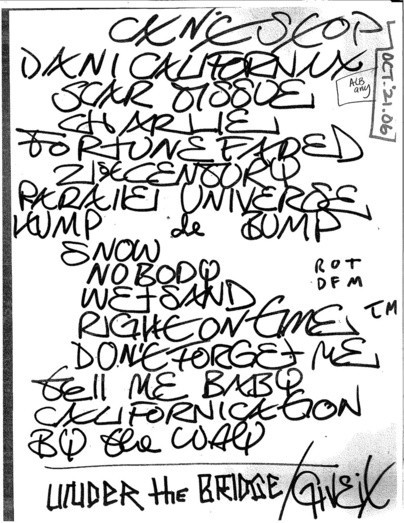 CAN'E SEOP
OCT. 21.06
DANI CALIFORNIA
ALB
any
SCAR TISSUE
CHARLIE
FORTUNE FADED
21st CENTURY
PARALLEL UNIVERSE
HUMP de BUMP
SNOW
NOBODY
ROT
DFM
WET SAND
RIGHT ON TIME
TM
DON'T FORGET ME
tell ME BABY
CALIFORNICATION
BY the WAY
UNDER the BRIDGE / Give it